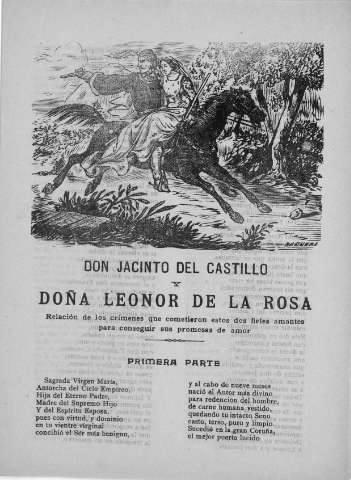 DON JACINTO DEL CASTILLO
Y
DOÑA LEONOR DE LA ROSA
Relación de los crímenes que cometieron estos dos fieles amantes
para conseguir sus promesas de amor
PRIMERA PARTE
Sagrada Virgen María,
Antorcha del Cielo Empíreo,
Hija del Eterno Padre,
Madre del Supremo Hijo
Y del Espíritu Esposa,
pues con virtud, y dominio
en tu vientre virginal
concibió el Sér más benigno,
y al cabo de nueve meses
nació el Autor más divino
para redención del hombre,
de carne humana vestido,
quedando tu intacto Seno
casto, terso, puro y limpio.
Sucedió en la gran Coruña,
el mejor puerto lucido